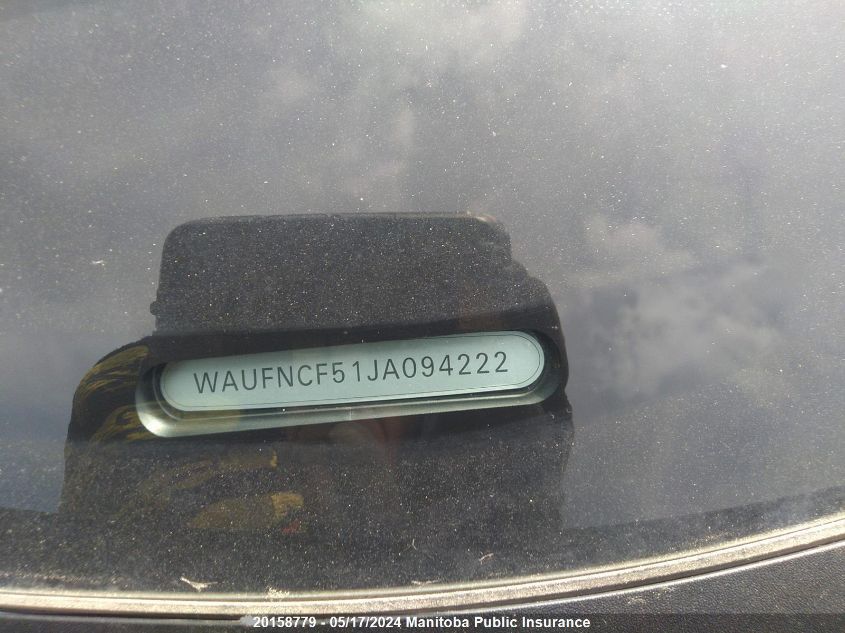 WAUFNCF51JA094222
20158779 - 05/17/2024 Manitoba Public Insurance